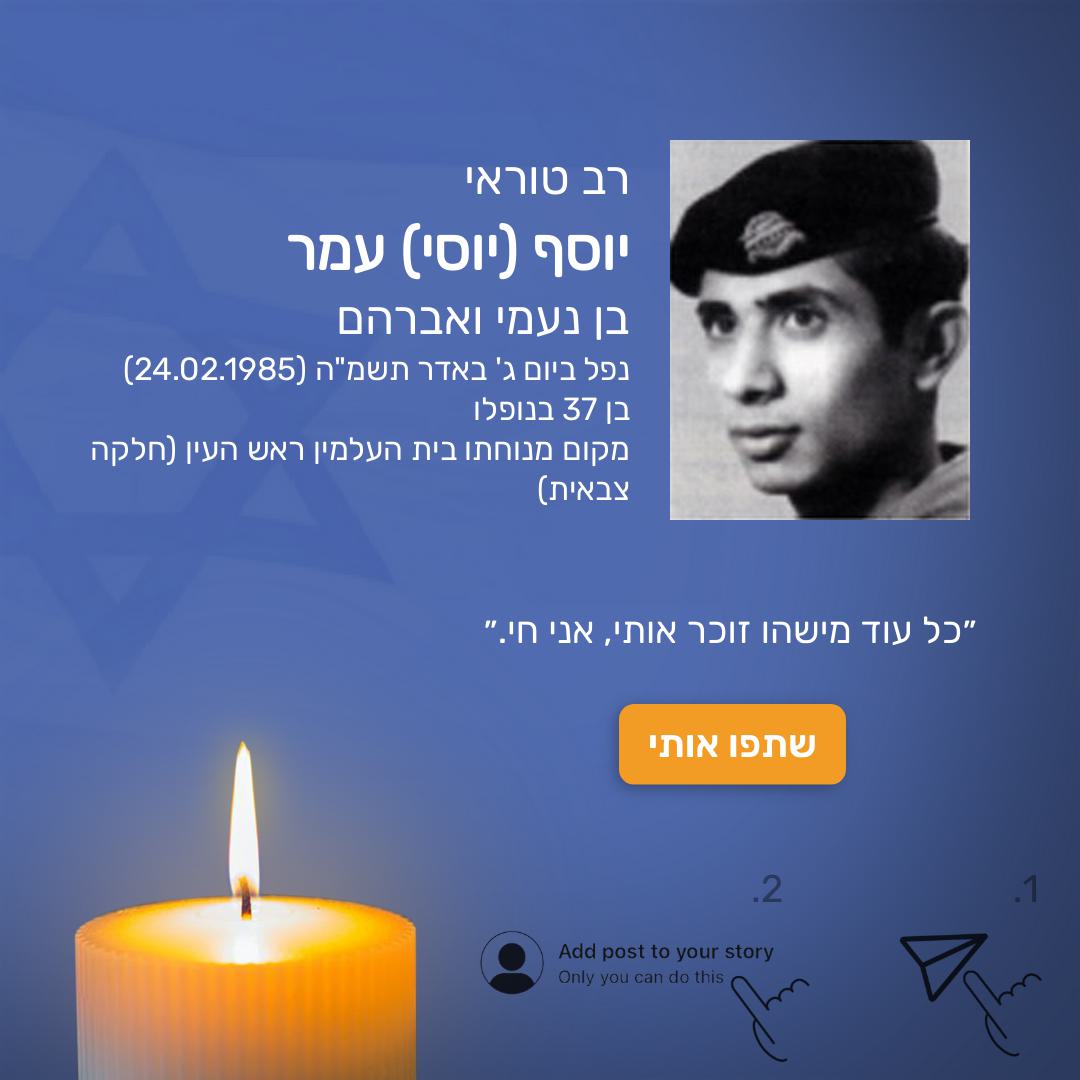 רב טוראי
יוסף (יוסי) עמר
בן נעמי ואברהם
נפל ביום ג' באדר תשמ"ה (24.02.1985)
בן 37 בנופלו
מקום מנוחתו בית העלמין ראש העין (חלקה
צבאית)
״כל עוד מישהו זוכר אותי, אני חי.״
שתפו אותי
1.
2.
Add post to your story
Only you can do this